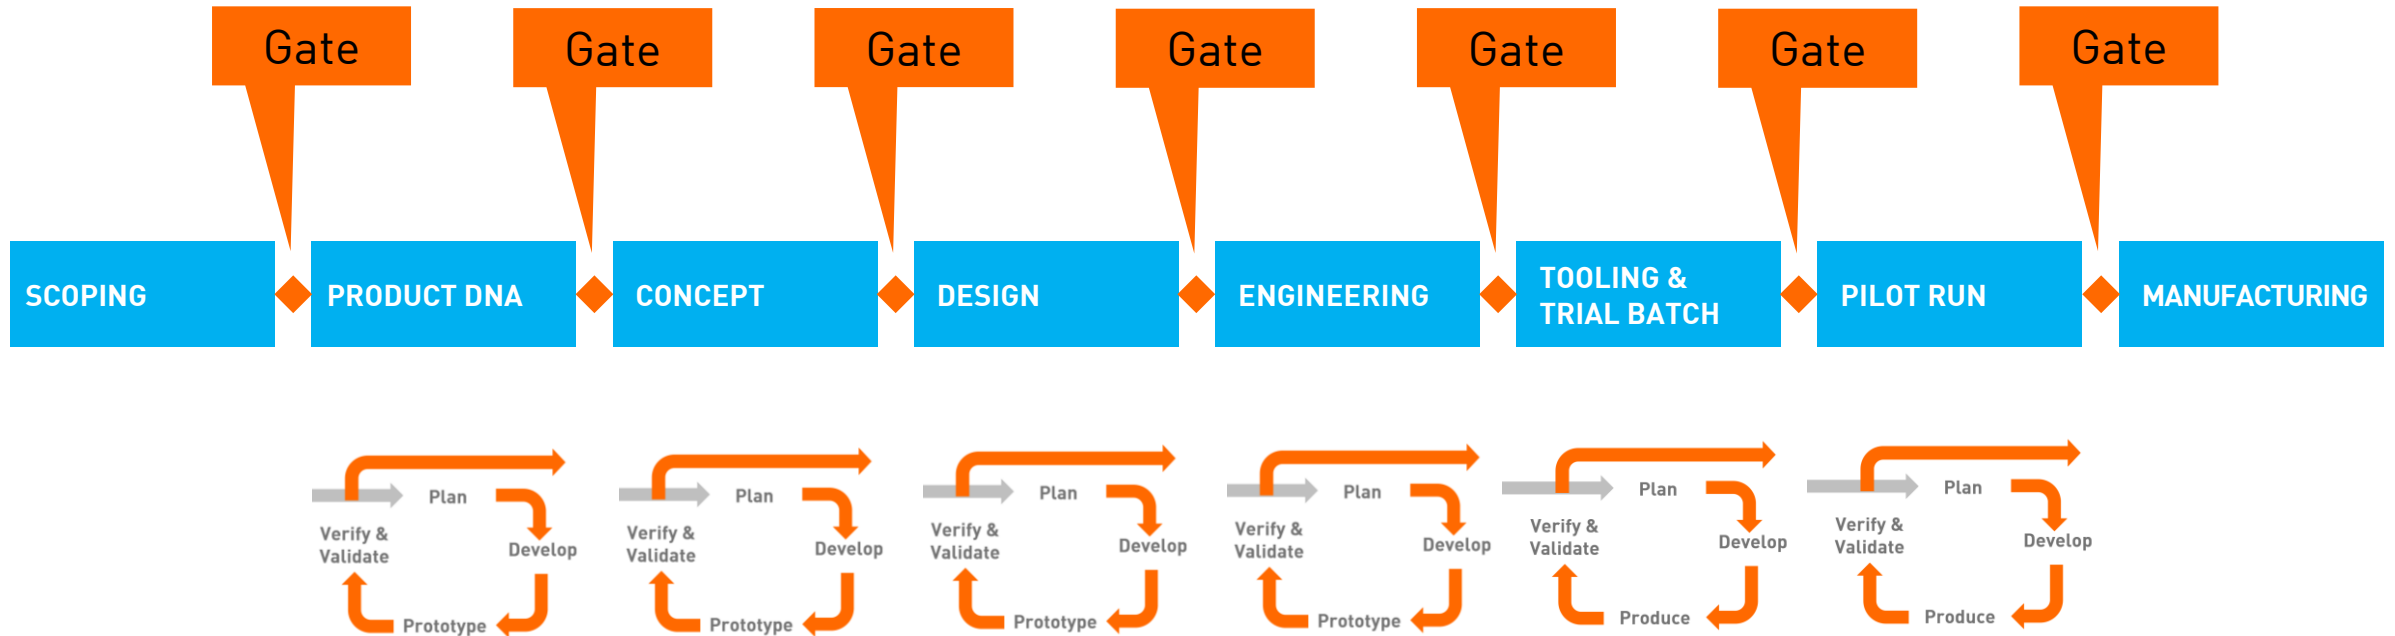 Gate
Gate
Gate
Gate
Gate
Gate
Gate
SCOPING
PRODUCT DNA
CONCEPT
DESIGN
ENGINEERING
TOOLING &
TRIAL BATCH
PILOT RUN
MANUFACTURING
Plan
Develop
Prototype
Verify &
Validate
Plan
Develop
Prototype
Verify &
Validate
Plan
Develop
Prototype
Verify &
Validate
Plan
Develop
Prototype
Verify &
Validate
Plan
Develop
Produce
Verify &
Validate
Plan
Develop
Produce
Verify &
Validate